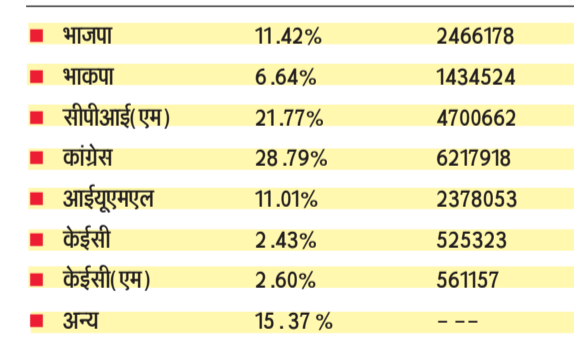 भाजपा 11.42% 2466178
भाकपा 6.64% 1434524
सीपीआई(एम) 21.77% 4700662
कांग्रेस 28.79% 6217918
आईयूएमएल 11.01% 2378053
केईसी 2.43% 525323
केईसी(एम) 2.60% 561157
अन्य 15.37 % - --